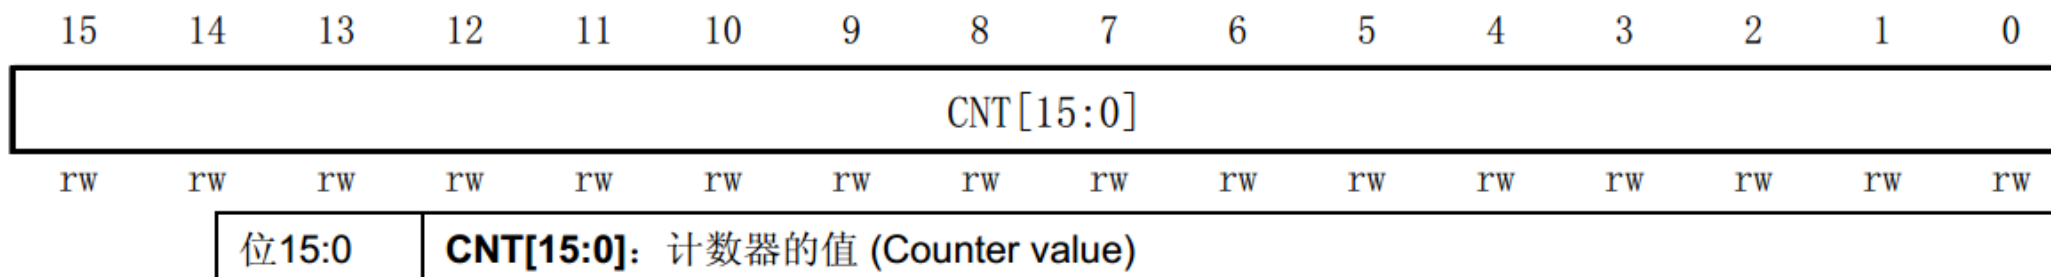 15 14 13 12 11 10 9 8 7 6 5 4 3 2 1 0
CNT[15:0]
rw rw rw rw rw rw rw rw rw rw rw rw rw rw rw rw
位15:0 CNT[15:0]：计数器的值 (Counter value)